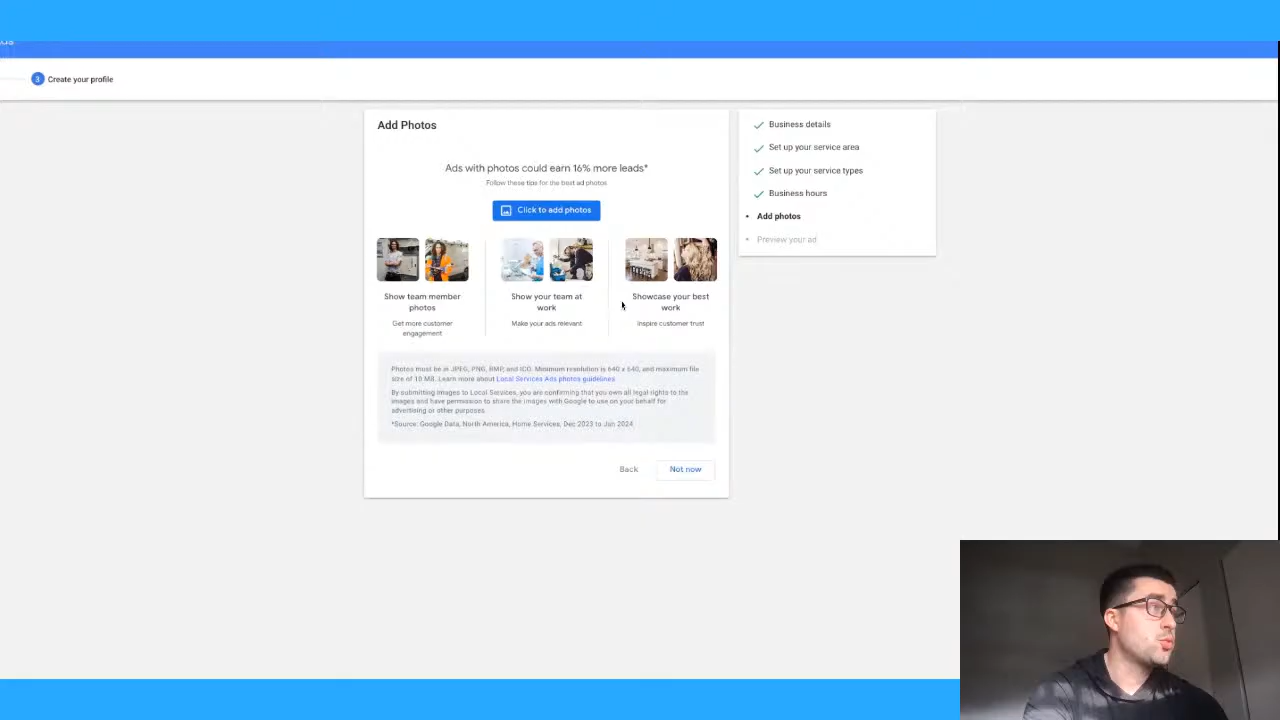 3 Create your profile
Add Photos
Ads with photos could earn 16% more leads*
Follow these tips for the best ad photos
Click to add photos
Show team member
photos
Get more customer
engagement
Show your team at
work
Make your ads relevant
Showcase your best
work
Inspire customer trust
Photos must be in JPEG, PNG, BMP, and ICO. Minimum resolution is 640 x 640, and maximum file
size of 10 MB. Learn more about Local Services Ads photos guidelines.
By submitting images to Local Services, you are confirming that you own all legal rights to the
images and have permission to share the images with Google to use on your behalf for
advertising or other purposes.
*Source: Google Data, North America, Home Services, Dec 2023 to Jan 2024
Back
Not now
Business details
Set up your service area
Set up your service types
Business hours
Add photos
Preview your ad